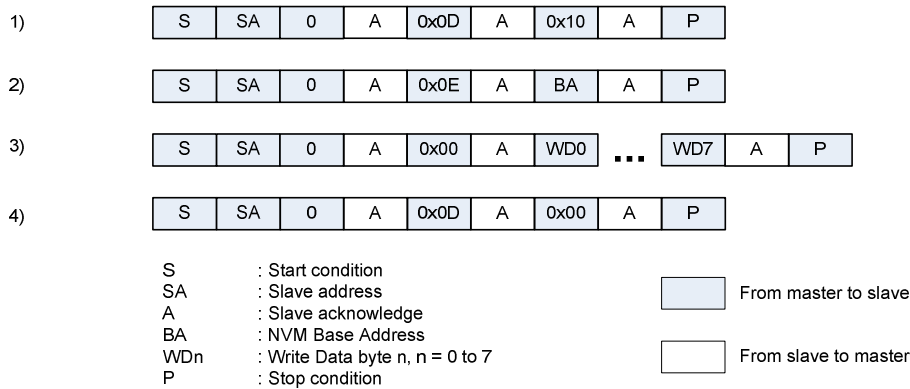 1) S SA 0 A 0x0D A 0x10 A P
2) S SA 0 A 0x0E A BA A P
3) S SA 0 A 0x00 A WD0 ... WD7 A P
4) S SA 0 A 0x0D A 0x00 A P
S : Start condition
SA : Slave address
A : Slave acknowledge
BA : NVM Base Address
WDn : Write Data byte n, n = 0 to 7
P : Stop condition
From master to slave
From slave to master